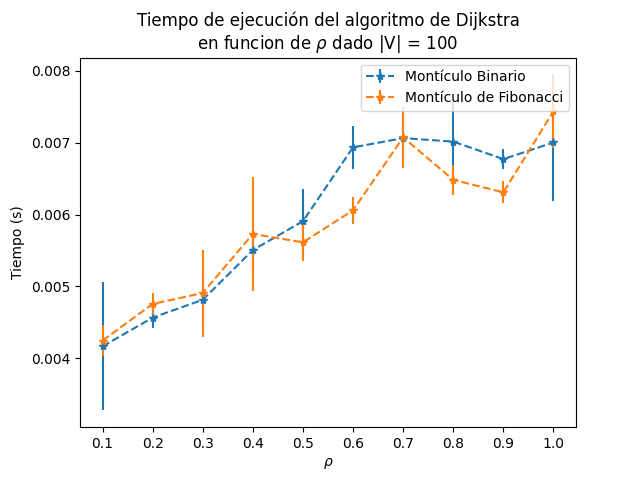 Tiempo de ejecución del algoritmo de Dijkstra
en funcion de ρ dado |V| = 100
Montículo Binario
Montículo de Fibonacci
Tiempo (s)
0.008
0.007
0.006
0.005
0.004
0.1 0.2 0.3 0.4 0.5 0.6 0.7 0.8 0.9 1.0
ρ